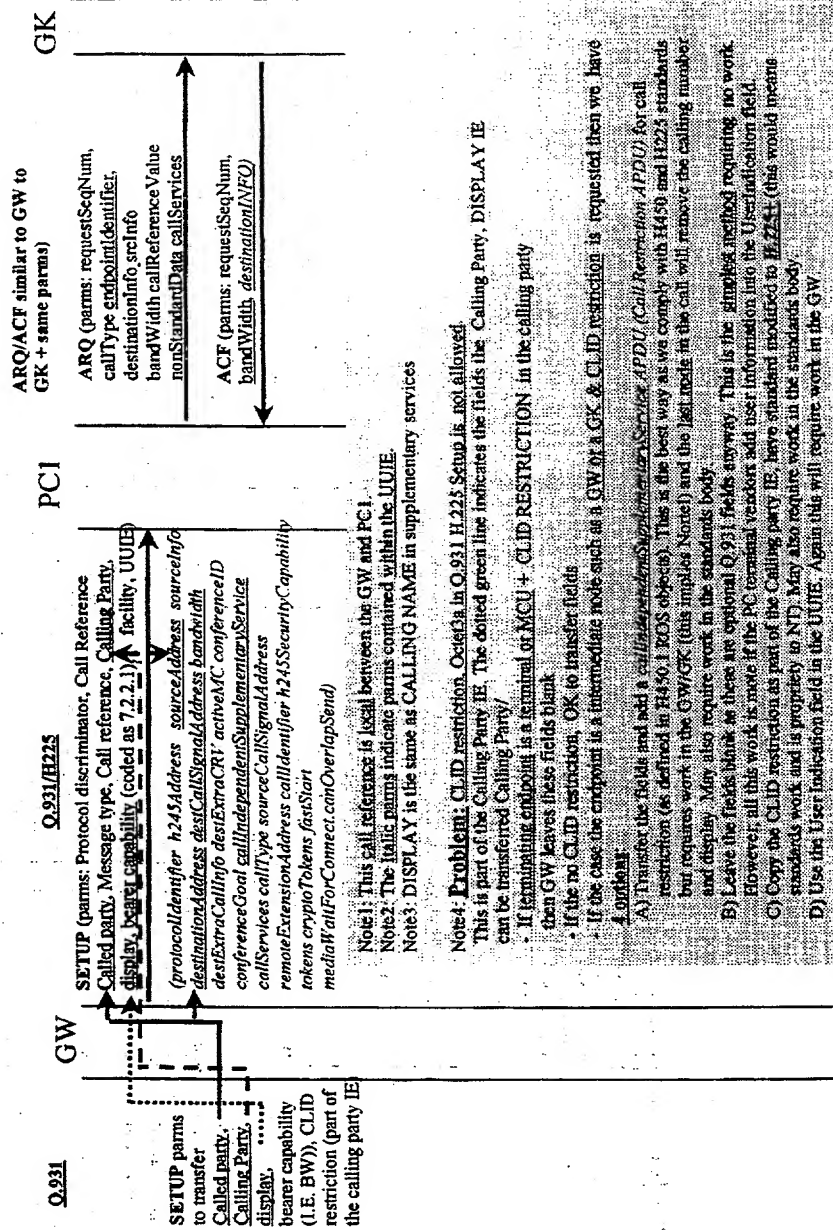 Q.931
GW
Q.931/H225
PC1
ARQ/ACF similar to GW to
GK + same parms)
GK
SETUP parms
to transfer
Called party,
Calling Party,
display,
bearer capability
(I.E. BW)), CLID
restriction (part of
the calling party IE)
SETUP (parms: Protocol discriminator, Call Reference
Called party, Message type, Call reference, Calling Party,
display, bearer capability (coded as 7.2.2.1), facility, UUIE)
(protocolIdentifier h245Address sourceAddress sourceInfo
destinationAddress destCallSignalAddress bandwidth
destExtraCallInfo destExtraCRV activeMC conferenceID
conferenceGoal callIndependentSupplementaryService
callServices callType sourceCallSignalAddress
remoteExtensionAddress callIdentifier h245SecurityCapability
tokens cryptoTokens fastStart
mediaWaitForConnect canOverlapSend)
ARQ (parms: requestSeqNum,
callType endpointIdentifier,
destinationInfo, srcInfo
bandWidth callReferenceValue
nonStandardData callServices
ACF (parms: requestSeqNum,
bandWidth, destinationINFO)
Note1: This call reference is local between the GW and PC1.
Note2: The italic parms indicate parms contained within the UUIE.
Note3: DISPLAY is the same as CALLING NAME in supplementary services
Note4: Problem: CLID restriction Octet3a in Q.931 H.225 Setup is not allowed.
This is part of the Calling Party IE. The dotted green line indicates the fields the Calling Party, DISPLAY IE
can be transferred Calling Party/
- If terminating endpoint is a terminal or MCU + CLID RESTRICTION in the calling party
then GW leaves these fields blank
- If the no CLID restriction, OK to transfer fields
- If the case the endpoint is a intermediate node such as a GW or a GK & CLID restriction is requested then we have
4 options:
A) Transfer the fields and add a callIndependentSupplementaryService APDU (Call Restriction APDU) for call
restriction (as defined in H450.1 ROS objects). This is the best way as we comply with H450 and H225 standards
but requires work in the GW/GK (this implies Nortel) and the last node in the call will remove the calling number
and display. May also require work in the standards body
B) Leave the fields blank as these are optional Q.931 fields anyway. This is the simplest method requiring no work.
However, all this work is mute if the PC terminal vendors add user information into the UserIndication field.
C) Copy the CLID restriction as part of the Calling party IE, have standard modified to H.225+ (this would means
standards work and is propriety to NT). May also require work in the standards body.
D) Use the User Indication field in the UUIE. Again this will require work in the GW